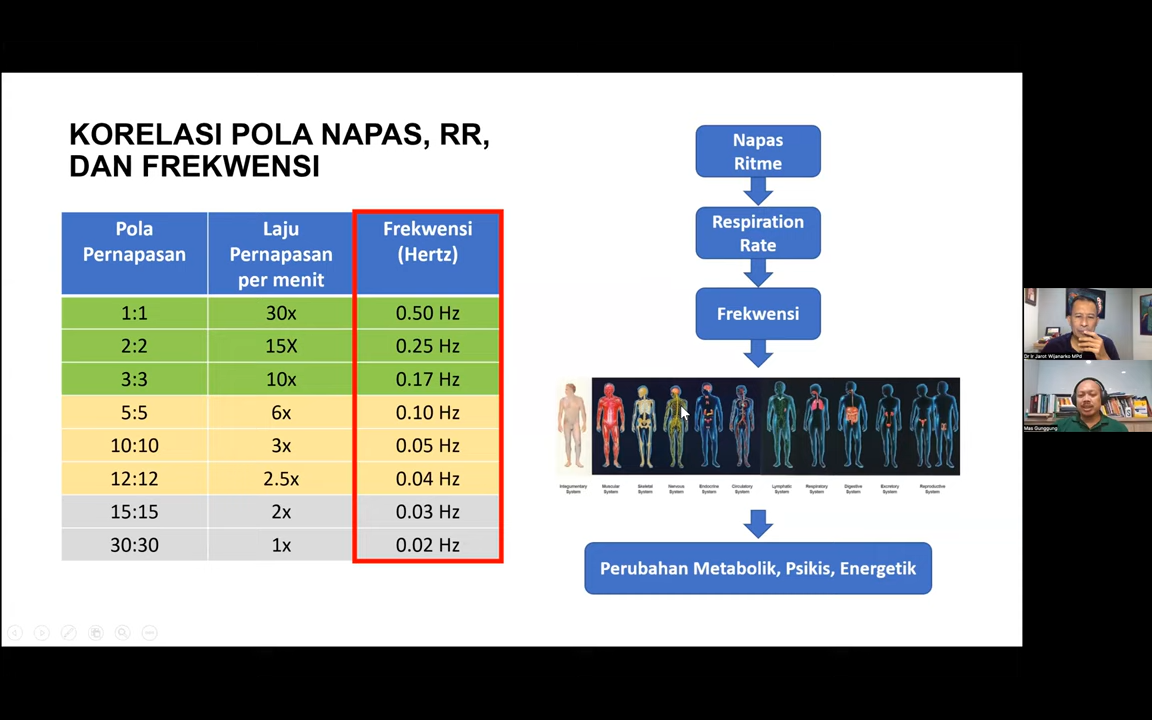 KORELASI POLA NAPAS, RR,
DAN FREKWENSI
Pola
Pernapasan
Laju
Pernapasan
per menit
Frekwensi
(Hertz)
1:1 30x 0.50 Hz
2:2 15X 0.25 Hz
3:3 10x 0.17 Hz
5:5 6x 0.10 Hz
10:10 3x 0.05 Hz
12:12 2.5x 0.04 Hz
15:15 2x 0.03 Hz
30:30 1x 0.02 Hz
Napas
Ritme
Respiration
Rate
Frekwensi
Integumentary
System
Muscular
System
Skeletal
System
Nervous
System
Endocrine
System
Circulatory
System
Lymphatic
System
Respiratory
System
Digestive
System
Excretory
System
Reproductive
System
Perubahan Metabolik, Psikis, Energetik
Dr Ir Jarot Wijanarko MPd
Mas Gunggung